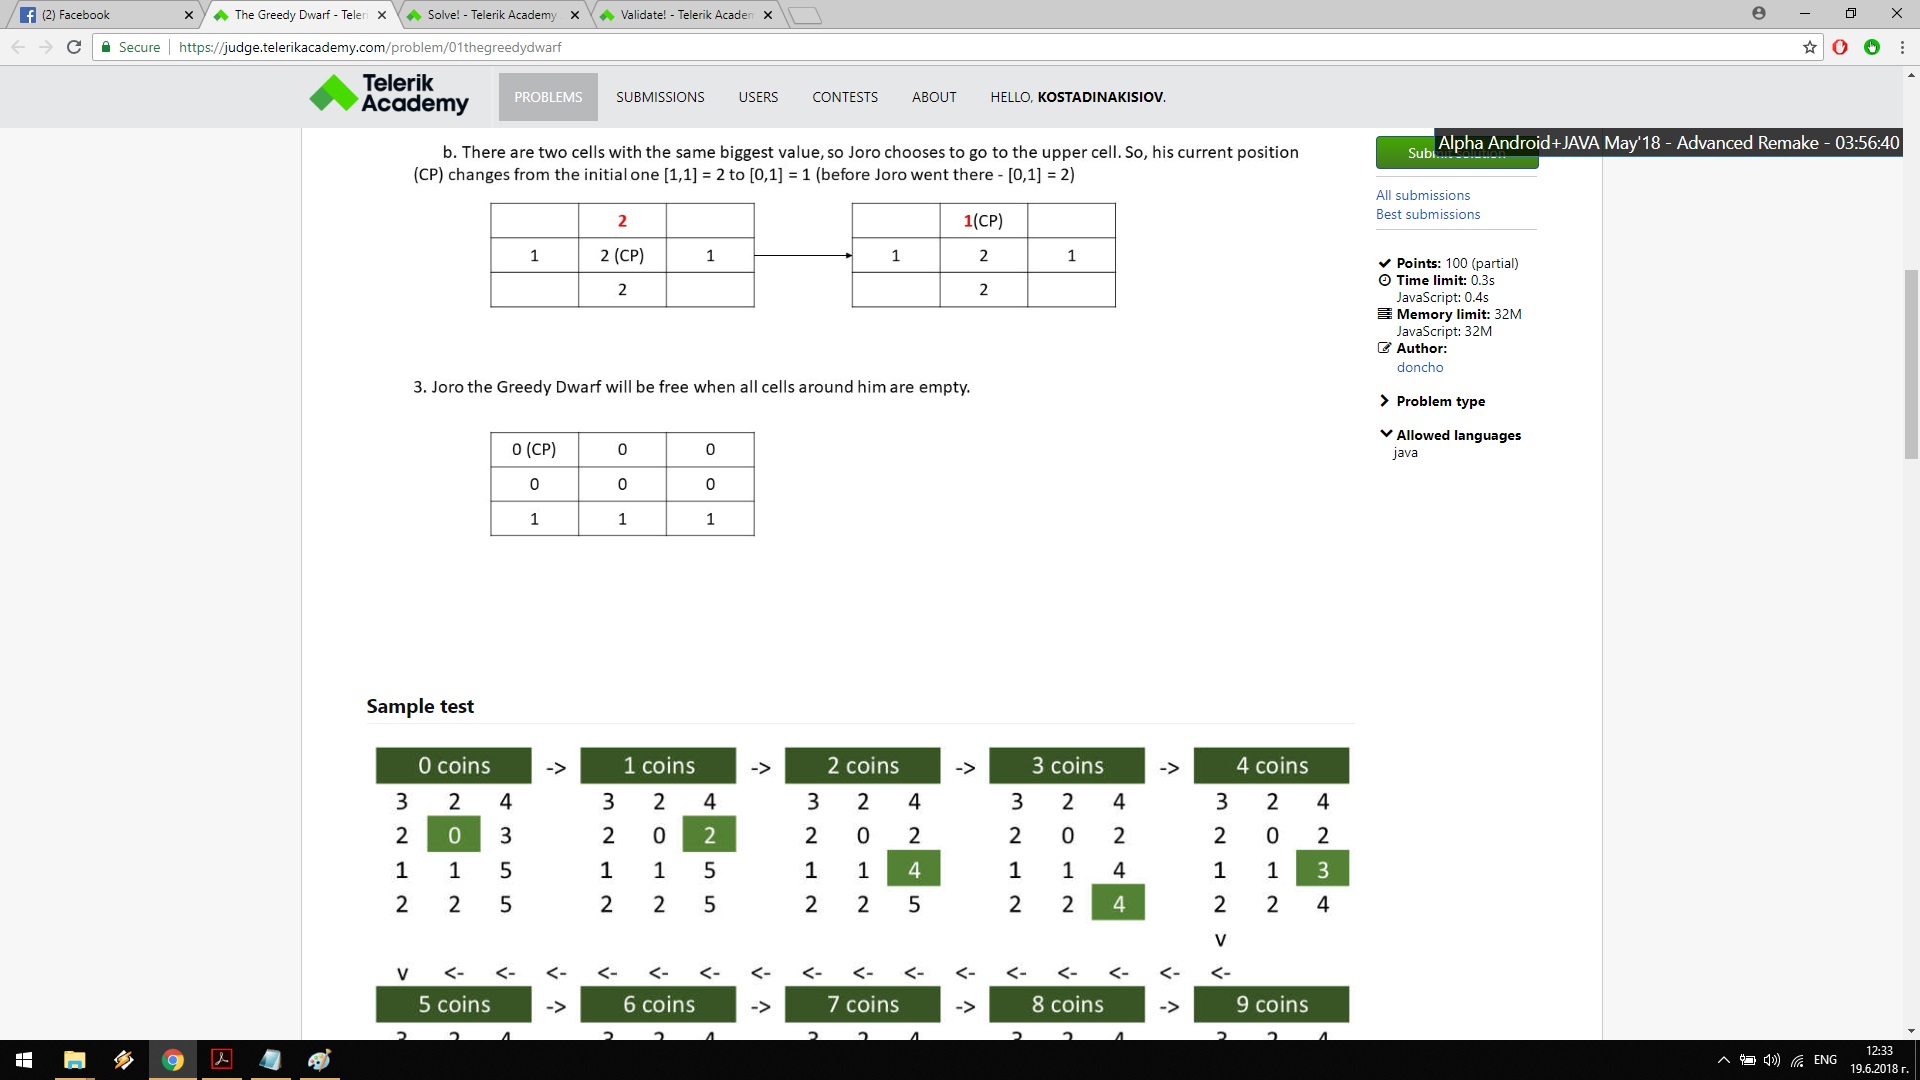 (2) Facebook
The Greedy Dwarf - Teler
Solve! - Telerik Academy
Validate! - Telerik Academ
Secure
https://judge.telerikacademy.com/problem/01thegreedydwarf
Telerik Academy
PROBLEMS
SUBMISSIONS
USERS
CONTESTS
ABOUT
HELLO, KOSTADINAKISIOV.
Alpha Android+JAVA May'18 - Advanced Remake - 03:56:40
b. There are two cells with the same biggest value, so Joro chooses to go to the upper cell. So, his current position
(CP) changes from the initial one [1,1] = 2 to [0,1] = 1 (before Joro went there - [0,1] = 2)
2 1(CP)
1 2 (CP) 1 1 2 1
2 2
3. Joro the Greedy Dwarf will be free when all cells around him are empty.
0 (CP) 0 0
0 0 0
1 1 1
Sample test
0 coins -> 1 coins -> 2 coins -> 3 coins -> 4 coins
3 2 4 3 2 4 3 2 4 3 2 4 3 2 4
2 0 3 2 0 2 2 0 2 2 0 2 2 0 2
1 1 5 1 1 5 1 1 4 1 1 4 1 1 3
2 2 5 2 2 5 2 2 5 2 2 4 2 2 4
v
v <- <- <- <- <- <- <- <- <- <- <- <- <- <- <- <-
5 coins -> 6 coins -> 7 coins -> 8 coins -> 9 coins
All submissions
Best submissions
Points: 100 (partial)
Time limit: 0.3s
JavaScript: 0.4s
Memory limit: 32M
JavaScript: 32M
Author:
doncho
Problem type
Allowed languages
java
ENG
12:33
19.6.2018 г.